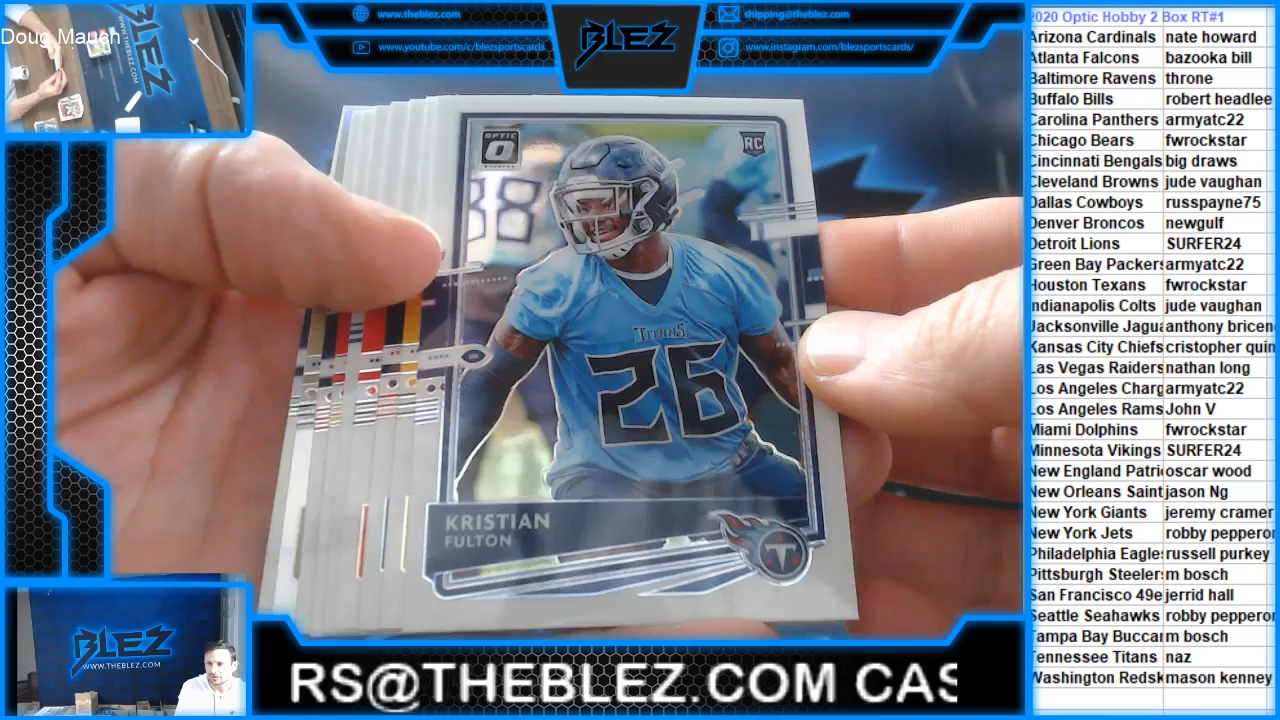 Doug Mauah
BLEZ
WWW.THEBLEZ.COM
www.theblez.com
shipping@theblez.com
www.youtube.com/c/blezsportscards
www.instagram.com/blezsportscards/
BLEZ
OPTIC
RC
88
TITANS
26
KRISTIAN
FULTON
T
BLEZ
WWW.THEBLEZ.COM
RS@THEBLEZ.COM CAS
2020 Optic Hobby 2 Box RT#1
Arizona Cardinals nate howard
Atlanta Falcons bazooka bill
Baltimore Ravens throne
Buffalo Bills robert headlee
Carolina Panthers armyatc22
Chicago Bears fwrockstar
Cincinnati Bengals big draws
Cleveland Browns jude vaughan
Dallas Cowboys russpayne75
Denver Broncos newgulf
Detroit Lions SURFER24
Green Bay Packers armyatc22
Houston Texans fwrockstar
Indianapolis Colts jude vaughan
Jacksonville Jagua anthony bricen
Kansas City Chiefs cristopher quin
Las Vegas Raiders nathan long
Los Angeles Charg armyatc22
Los Angeles Rams John V
Miami Dolphins fwrockstar
Minnesota Vikings SURFER24
New England Patri oscar wood
New Orleans Saint jason Ng
New York Giants jeremy cramer
New York Jets robby pepperon
Philadelphia Eagle russell purkey
Pittsburgh Steeler m bosch
San Francisco 49e jerrid hall
Seattle Seahawks robby pepperon
Tampa Bay Buccar m bosch
Tennessee Titans naz
Washington Redsk mason kenney